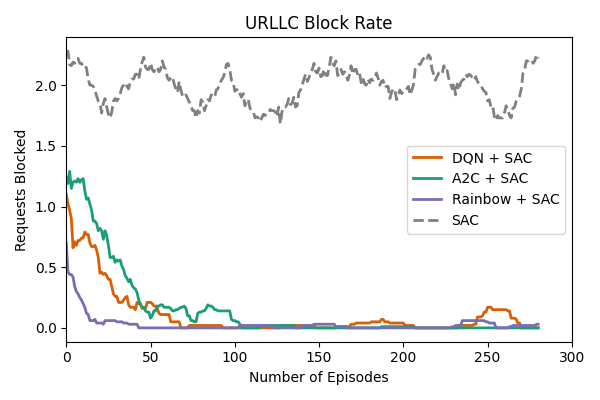 URLLC Block Rate
Requests Blocked
2.0
1.5
1.0
0.5
0.0
DQN + SAC
A2C + SAC
Rainbow + SAC
SAC
0 50 100 150 200 250 300
Number of Episodes